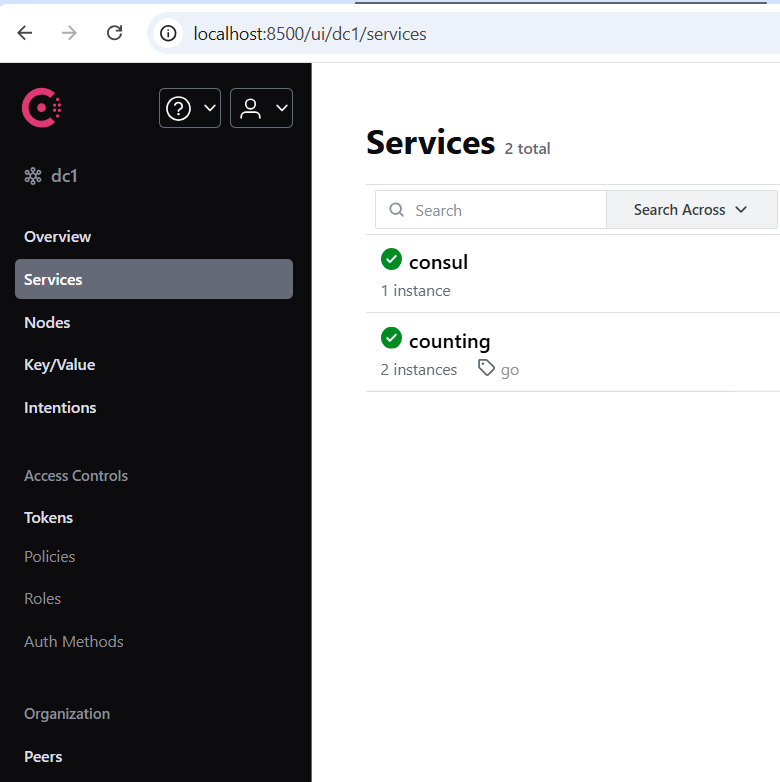 localhost:8500/ui/dc1/services
dc1
Overview
Services
Nodes
Key/Value
Intentions
Access Controls
Tokens
Policies
Roles
Auth Methods
Organization
Peers
Services 2 total
Search
Search Across
consul
1 instance
counting
2 instances go